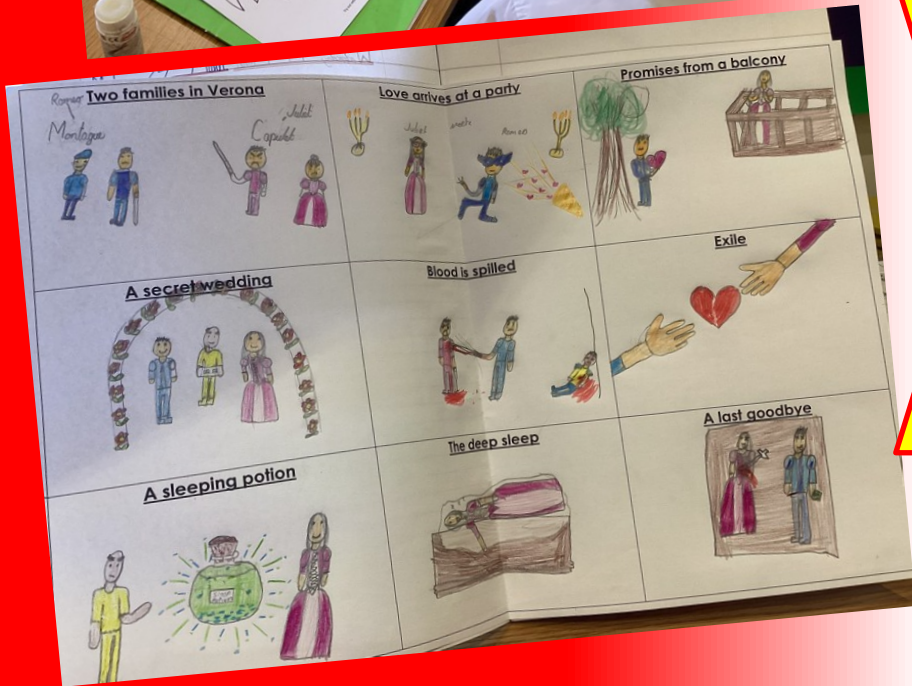 Two families in Verona
Romeo
Montague
Juliet
Capulet
Love arrives at a party
Juliet
meets
Romeo
Promises from a balcony
A secret wedding
Blood is spilled
Exile
A sleeping potion
The deep sleep
A last goodbye